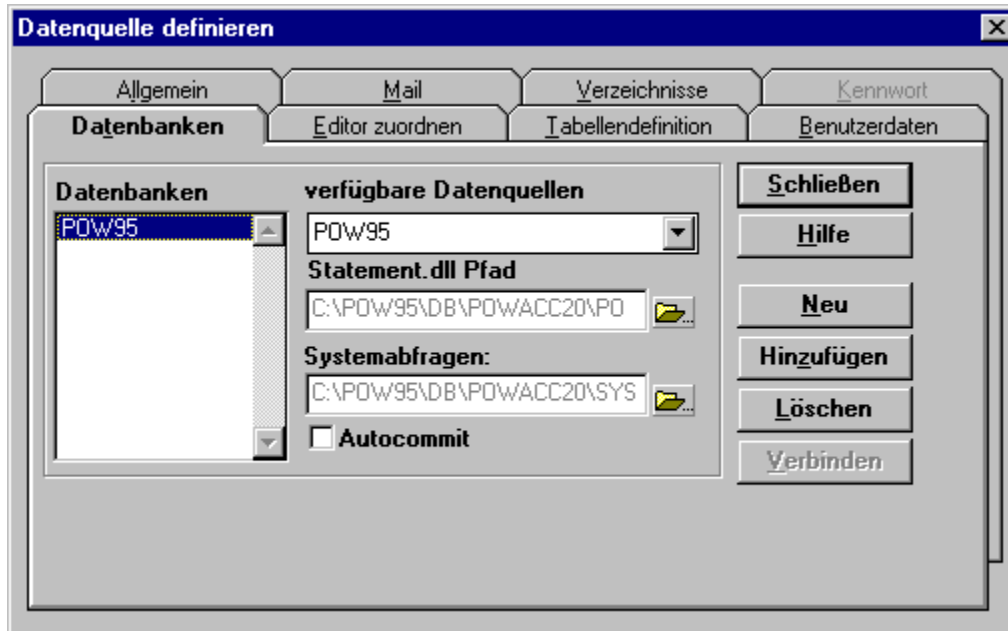 Datenquelle definieren
Allgemein Mail Verzeichnisse Kennwort
Datenbanken Editor zuordnen Tabellendefinition Benutzerdaten
Datenbanken
POW95
verfügbare Datenquellen
POW95
Statement.dll Pfad
C:\POW95\DB\POWACC20\PO
...
Systemabfragen:
C:\POW95\DB\POWACC20\SYS
...
Autocommit
Schließen
Hilfe
Neu
Hinzufügen
Löschen
Verbinden